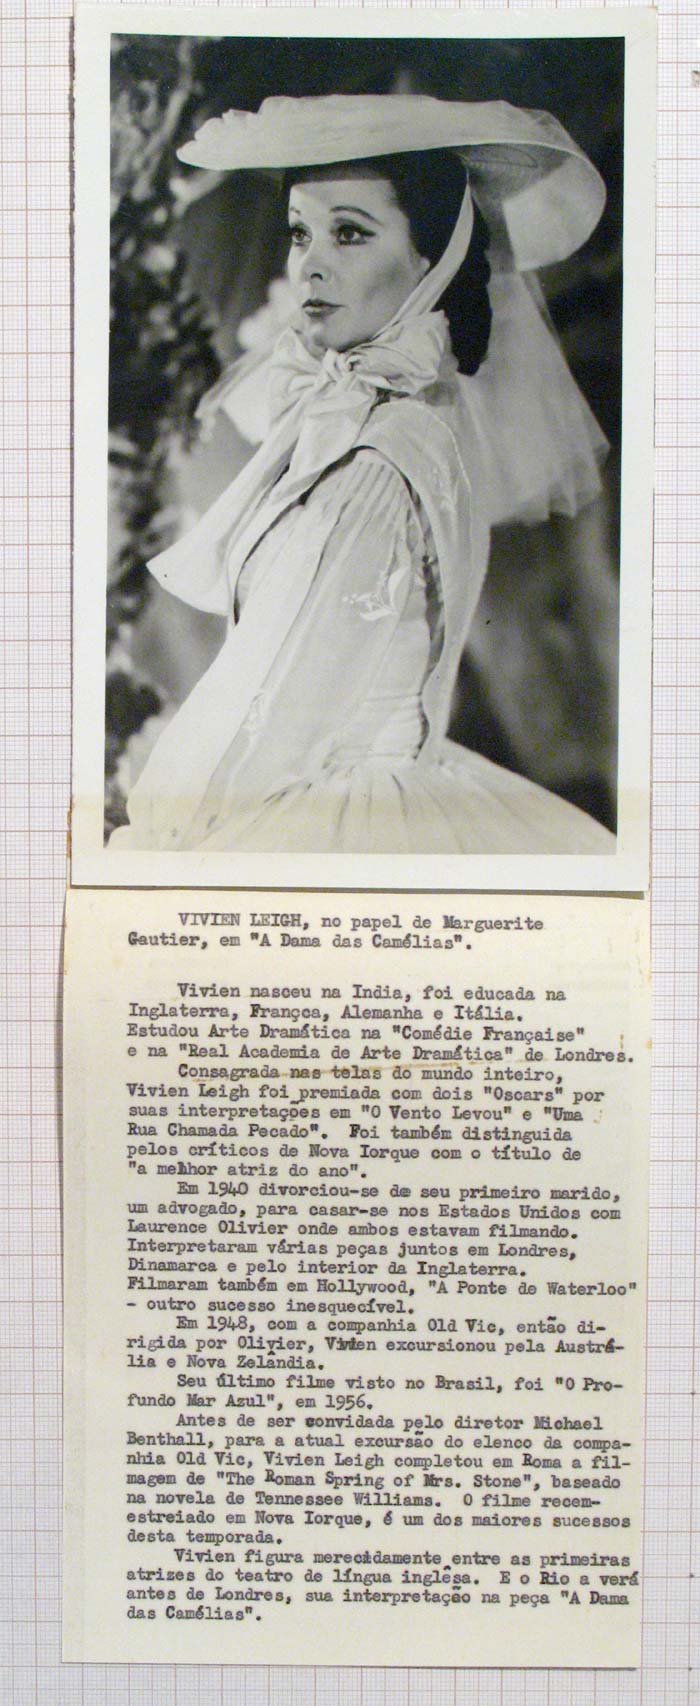 VIVIEN LEIGH, no papel de Marguerite
Gautier, em "A Dama das Camélias".
Vivien nasceu na India, foi educada na
Inglaterra, Françca, Alemanha e Itália.
Estudou Arte Dramática na "Comédie Française"
e na "Real Academia de Arte Dramática" de Londres.
Consagrada nas telas do mundo inteiro,
Vivien Leigh foi premiada com dois "Oscars" por
suas interpretações em "O Vento Levou" e "Uma
Rua Chamada Pecado". Foi também distinguida
pelos críticos de Nova Iorque com o título de
"a melhor atriz do ano".
Em 1940 divorciou-se de seu primeiro marido,
um advogado, para casar-se nos Estados Unidos com
Laurence Olivier onde ambos estavam filmando.
Interpretaram várias peças juntos em Londres,
Dinamarca e pelo interior da Inglaterra.
Filmaram também em Hollywood, "A Ponte de Waterloo"
- outro sucesso inesquecível.
Em 1948, com a companhia Old Vic, então di-
rigida por Olivier, Vivien excursionou pela Austrá-
lia e Nova Zelândia.
Seu último filme visto no Brasil, foi "O Pro-
fundo Mar Azul", em 1956.
Antes de ser convidada pelo diretor Michael
Benthall, para a atual excursão do elenco da compa-
nhia Old Vic, Vivien Leigh completou em Roma a fil-
magem de "The Roman Spring of Mrs. Stone", baseado
na novela de Tennessee Williams. O filme recem-
estreiado em Nova Iorque, é um dos maiores sucessos
desta temporada.
Vivien figura merecidamente entre as primeiras
atrizes do teatro de língua inglêsa. E o Rio a verá
antes de Londres, sua interpretação na peça "A Dama
das Camélias".